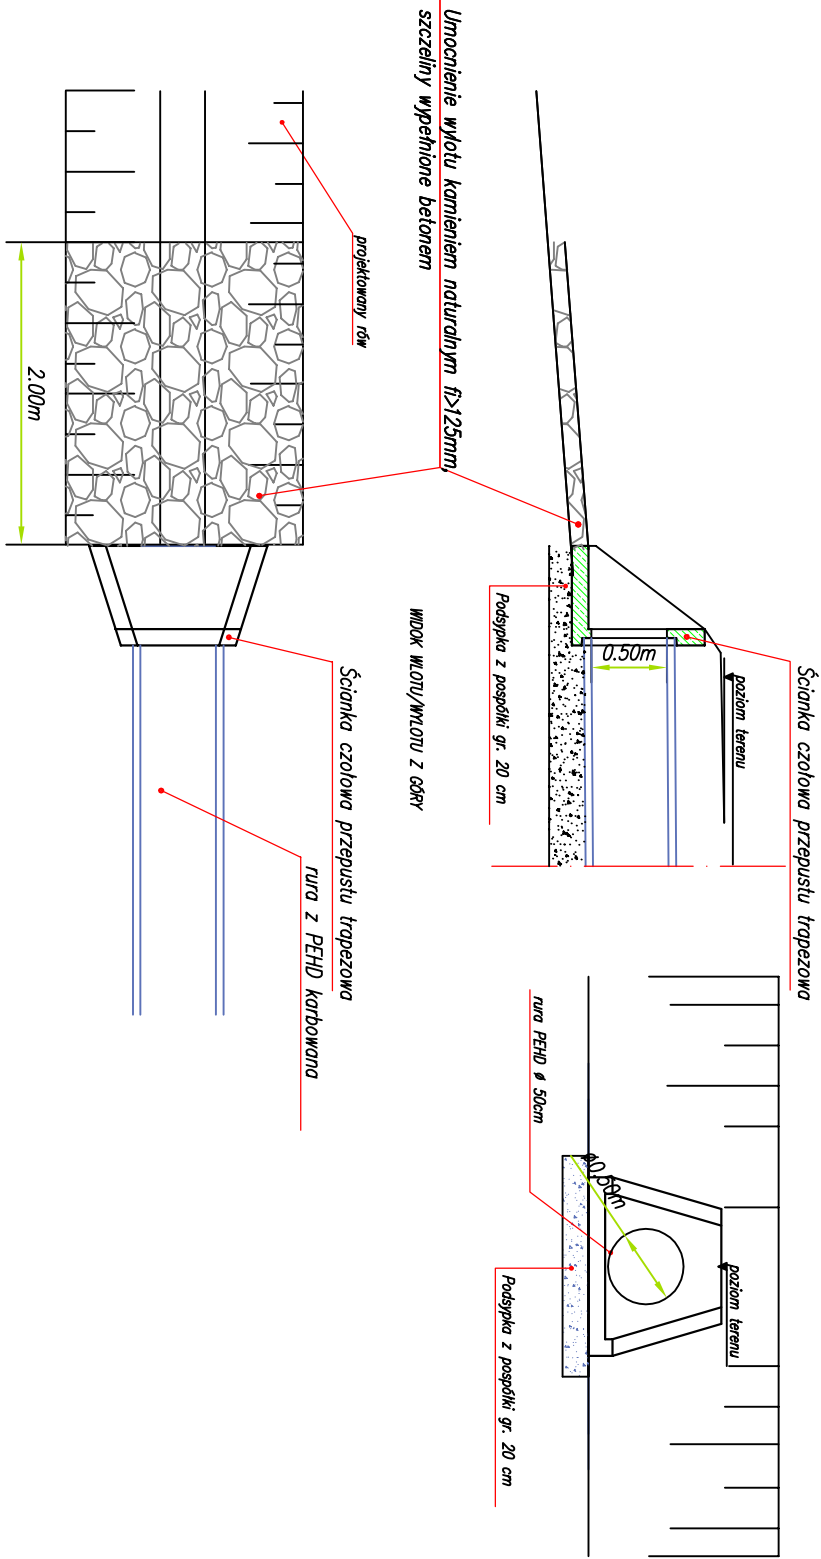 Ścianka czołowa przepustu trapezowa
poziom terenu
0.50m
Podsypka z pospółki gr. 20 cm
Umocnienie wylotu kamieniem naturalnym fi>125mm,
szczeliny wypełnione betonem
poziom terenu
ϕ0.50m
rura PEHD ø 50cm
Podsypka z pospółki gr. 20 cm
WIDOK WLOTU/WYLOTU Z GÓRY
projektowany rów
Ścianka czołowa przepustu trapezowa
rura z PEHD karbowana
2.00m